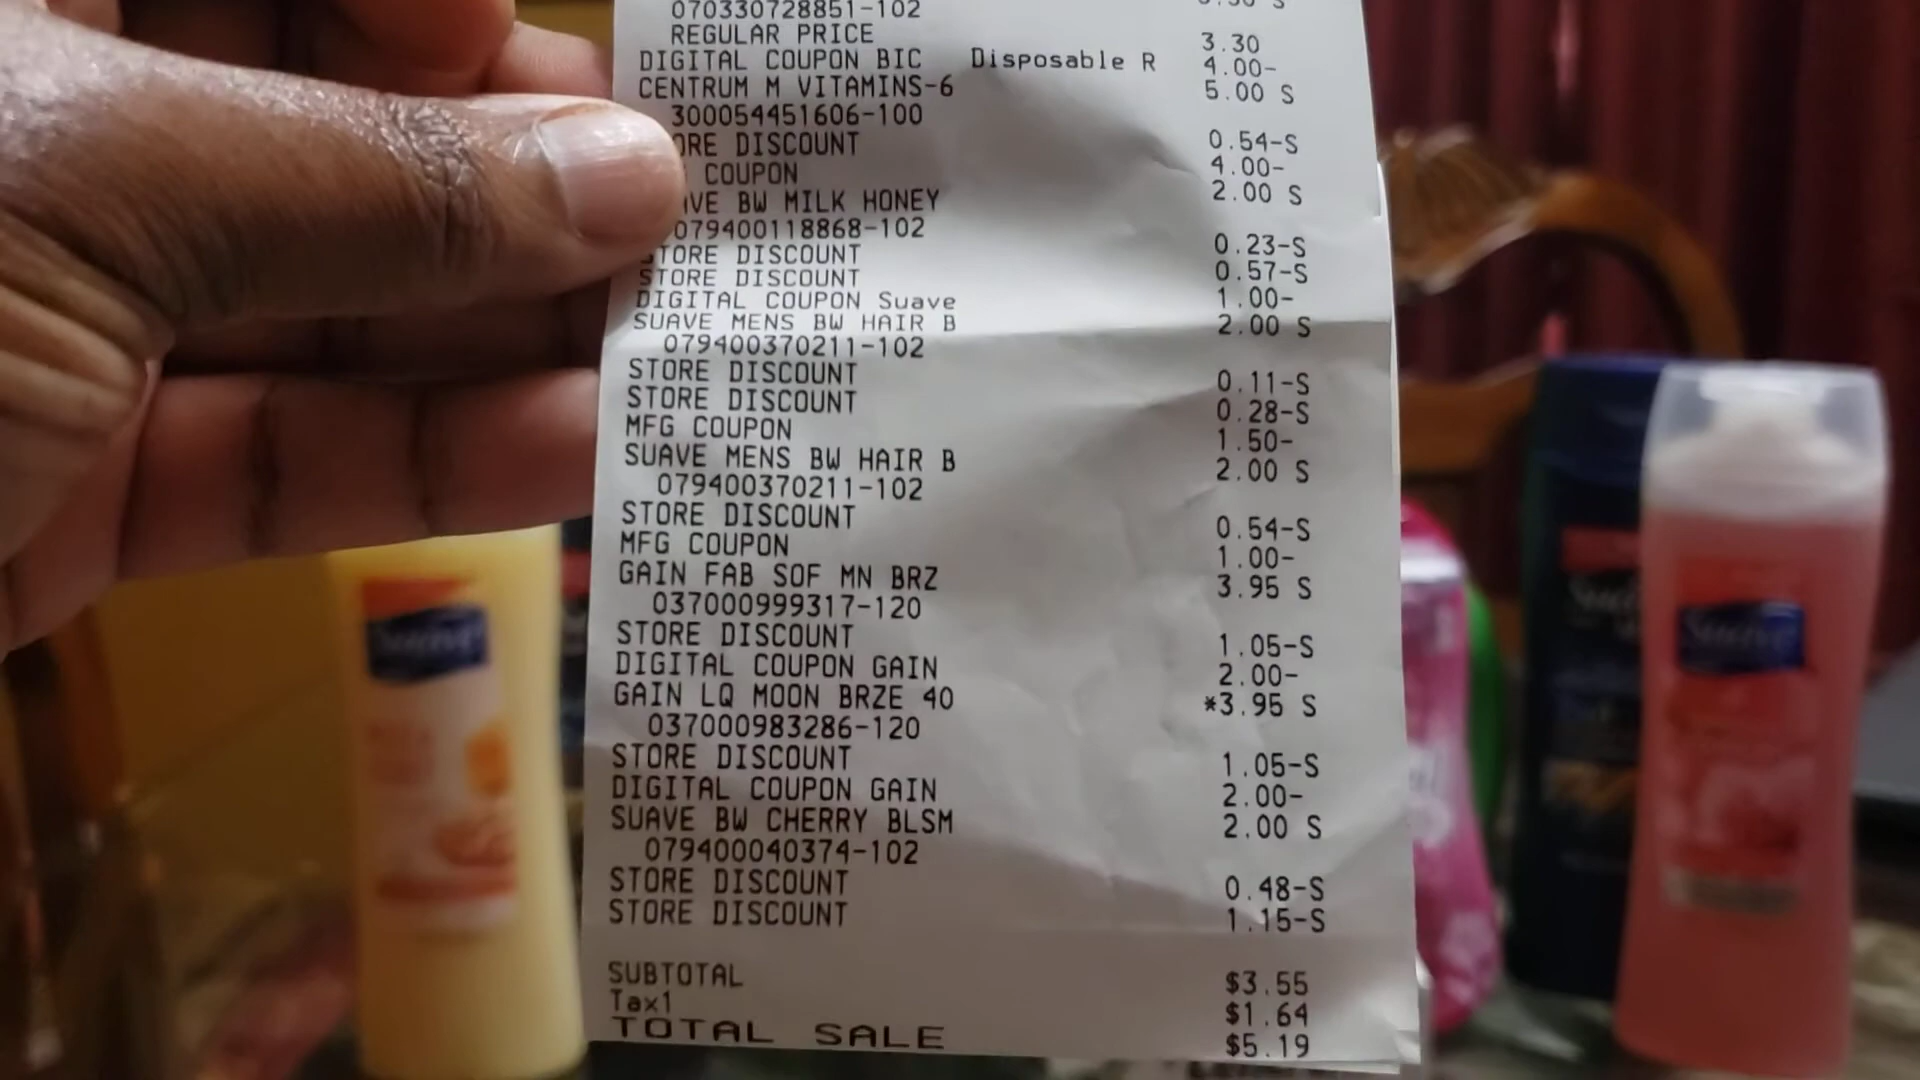 070330728851-102
REGULAR PRICE 3.30
DIGITAL COUPON BIC Disposable R 4.00-
CENTRUM M VITAMINS-6 5.00 S
300054451606-100
ORE DISCOUNT 0.54-S
COUPON 4.00-
AVE BW MILK HONEY 2.00 S
079400118868-102
STORE DISCOUNT 0.23-S
STORE DISCOUNT 0.57-S
DIGITAL COUPON Suave 1.00-
SUAVE MENS BW HAIR B 2.00 S
079400370211-102
STORE DISCOUNT 0.11-S
STORE DISCOUNT 0.28-S
MFG COUPON 1.50-
SUAVE MENS BW HAIR B 2.00 S
079400370211-102
STORE DISCOUNT 0.54-S
MFG COUPON 1.00-
GAIN FAB SOF MN BRZ 3.95 S
037000999317-120
STORE DISCOUNT 1.05-S
DIGITAL COUPON GAIN 2.00-
GAIN LQ MOON BRZE 40 *3.95 S
037000983286-120
STORE DISCOUNT 1.05-S
DIGITAL COUPON GAIN 2.00-
SUAVE BW CHERRY BLSM 2.00 S
079400040374-102
STORE DISCOUNT 0.48-S
STORE DISCOUNT 1.15-S
SUBTOTAL $3.55
Tax1 $1.64
TOTAL SALE $5.19
Suave
Suave